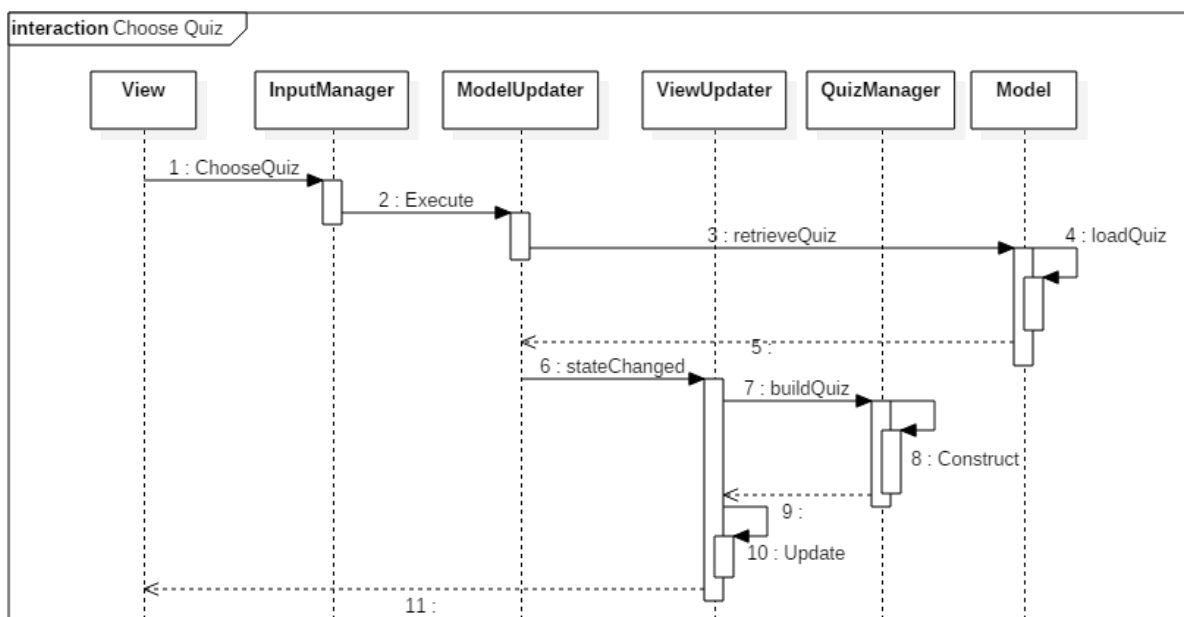 interaction Choose Quiz
View
InputManager
ModelUpdater
ViewUpdater
QuizManager
Model
1 : ChooseQuiz
2 : Execute
3 : retrieveQuiz
4 : loadQuiz
5 :
6 : stateChanged
7 : buildQuiz
8 : Construct
9 :
10 : Update
11 :